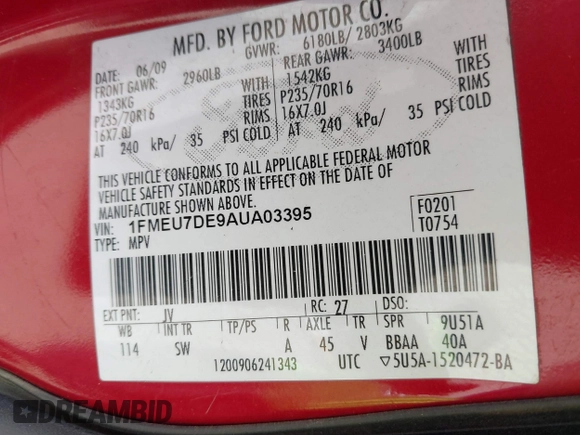 MFD. BY FORD MOTOR CO.
DATE: 06/09 GVWR: 6180LB/ 2803KG
FRONT GAWR: 2960LB REAR GAWR: 3400LB
1343KG 1542KG
P235/70R16 TIRES P235/70R16 TIRES
16X7.0J RIMS 16X7.0J RIMS
AT 240 kPa/ 35 PSI COLD AT 240 kPa/ 35 PSI COLD
THIS VEHICLE CONFORMS TO ALL APPLICABLE FEDERAL MOTOR
VEHICLE SAFETY STANDARDS IN EFFECT ON THE DATE OF
MANUFACTURE SHOWN ABOVE.
VIN: 1FMEU7DE9AUA03395 F0201
TYPE: MPV T0754
EXT PNT: JV RC: 27 DSO:
WB INT TR TP/PS R AXLE TR SPR 9U51A
114 SW A 45 V BBAA 40A
1200906241343 UTC ▽5U5A-1520472-BA
DREAMBID